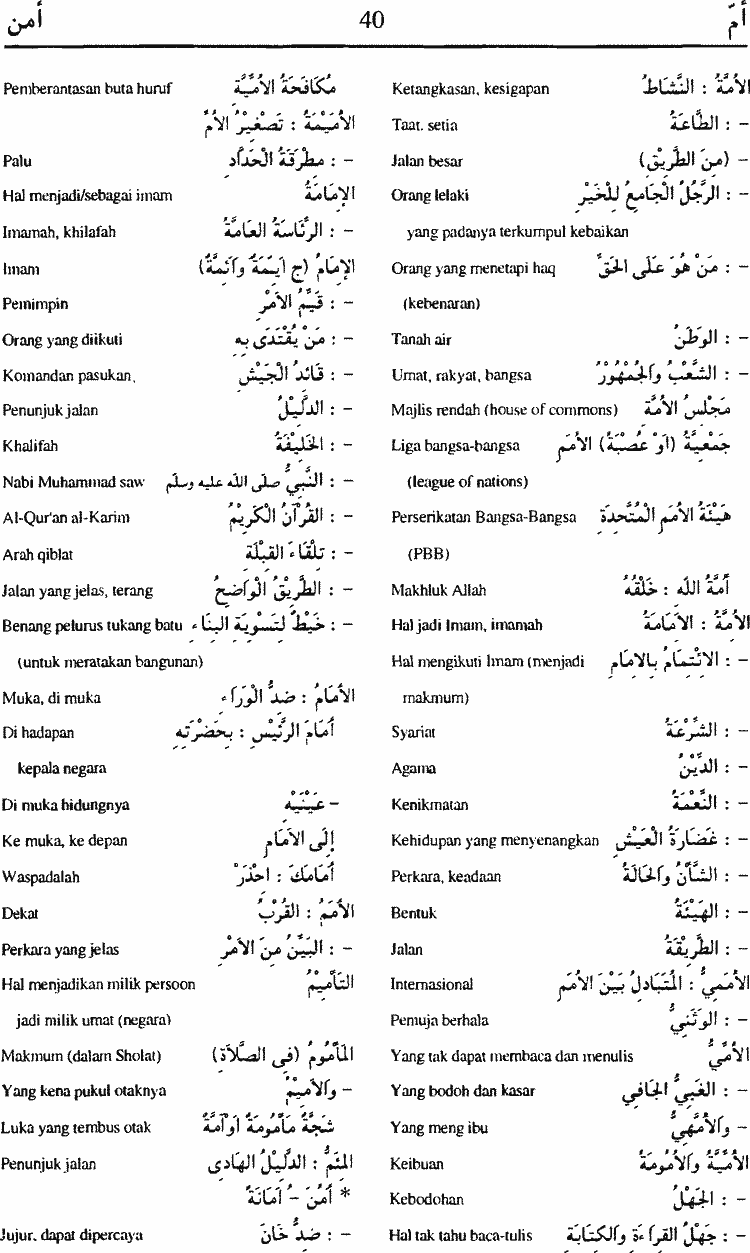 أمّ 40 أمن
الأُمَّةُ : النَّشَاطُ Ketangkasan, kesigapan
- : الطَّاعَةُ Taat, setia
- (مِنَ الطَّرِيْقِ) Jalan besar
- : الرَّجُلُ الْجَامِعُ لِلْخَيْرِ Orang lelaki
yang padanya terkumpul kebaikan
- : مَنْ هُوَ عَلَى الحَقِّ Orang yang menetapi haq
(kebenaran)
- : الوَطَنُ Tanah air
- : الشَّعْبُ وَالْجُمْهُوْرُ Umat, rakyat, bangsa
مَجْلِسُ الأُمَّةِ Majlis rendah (house of commons)
جَمْعِيَّةُ (اَوْ عُصْبَةُ) الأُمَمِ Liga bangsa-bangsa
(league of nations)
هَيْئَةُ الأُمَمِ الْمُتَّحِدَةِ Perserikatan Bangsa-Bangsa
(PBB)
أُمَّةُ اللّٰهِ : خَلْقُهُ Makhluk Allah
الأُمَّةُ : الاَمَامَةُ Hal jadi Imam, imamah
- : الاِئْتِمَامُ بِالاِمَامِ Hal mengikuti Imam (menjadi
makmum)
- : الشِّرْعَةُ Syariat
- : الدِّيْنُ Agama
- : النِّعْمَةُ Kenikmatan
- : غَضَارَةُ الْعَيْشِ Kehidupan yang menyenangkan
- : الشَّأْنُ وَالحَالَةُ Perkara, keadaan
- : الهَيْئَةُ Bentuk
- : الطَّرِيْقَةُ Jalan
الأُمَمِيُّ : الْمُتَبَادِلُ بَيْنَ الأُمَمِ Internasional
- : الوَثَنِيُّ Pemuja berhala
الأُمِّيُّ Yang tak dapat membaca dan menulis
- : الغَبِيُّ الجَافِي Yang bodoh dan kasar
- وَالاُمَّهِيُّ Yang meng ibu
الأُمِّيَّةُ وَالأُمُومَةُ Keibuan
- : الجَهْلُ Kebodohan
- : جَهْلُ القِرَاءَةِ وَالكِتَابَةِ Hal tak tahu baca-tulis
مُكَافَحَةُ الأُمِّيَّةِ Pemberantasan buta huruf
الأُمَيْمَةُ : تَصْغِيْرُ الأُمِّ
- : مِطْرَقَةُ الْحَدَّادِ Palu
الإِمَامَةُ Hal menjadi/sebagai imam
- : الرِّئَاسَةُ العَامَّةُ Imamah, khilafah
الإِمَامُ (ج اَيِمَّةٌ وَأَئِمَّةٌ) Imam
- : قَيِّمُ الاَمْرِ Pemimpin
- : مَنْ يُقْتَدَى بِهِ Orang yang diikuti
- : قَائِدُ الْجَيْشِ Komandan pasukan,
- : الدَّلِيْلُ Penunjuk jalan
- : الخَلِيْفَةُ Khalifah
- : النَّبِيُّ صلّى اللّٰه عليه وسلّم Nabi Muhammad saw
- : القُرْآنُ الْكَرِيْمُ Al-Qur'an al-Karim
- : تِلْقَاءَ القِبْلَةِ Arah qiblat
- : الطَّرِيْقُ الْوَاضِحُ Jalan yang jelas, terang
- : خَيْطٌ لِتَسْوِيَةِ البِنَاءِ Benang pelurus tukang batu
(untuk meratakan bangunan)
الأَمَامُ : ضِدُّ الْوَرَاءِ Muka, di muka
أَمَامَ الرَّئِيْسِ : بِحَضْرَتِهِ Di hadapan
kepala negara
- عَيْنَيْهِ Di muka hidungnya
إِلَى الاَمَامِ Ke muka, ke depan
أَمَامَكَ : احْذَرْ Waspadalah
الأَمَمُ : القُرْبُ Dekat
- : البَيِّنُ مِنَ الاَمْرِ Perkara yang jelas
التَّأْمِيْمُ Hal menjadikan milik persoon
jadi milik umat (negara)
المَأْمُومُ (فِى الصَّلاَةِ) Makmum (dalam Sholat)
- وَالأَمِيْمُ Yang kena pukul otaknya
شَجَّةٌ مَأْمُومَةٌ اَوْ آمَّةٌ Luka yang tembus otak
المِئَمُّ : الدَّلِيْلُ الهَادِى Penunjuk jalan
* أَمُنَ - أَمَانَةً
- : ضِدُّ خَانَ Jujur, dapat dipercaya